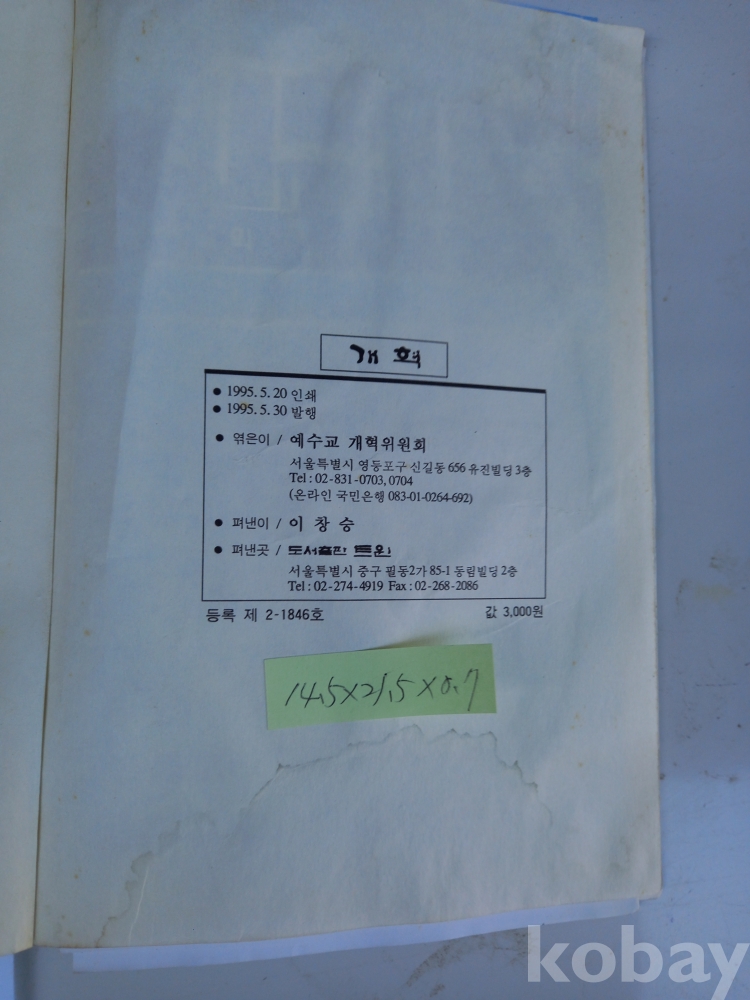 개혁
● 1995. 5. 20 인쇄
● 1995. 5. 30 발행
● 엮은이 / 예수교 개혁위원회
서울특별시 영등포구 신길동 656 유진빌딩 3층
Tel : 02-831-0703, 0704
(온라인 국민은행 083-01-0264-692)
● 펴낸이 / 이 창 승
● 펴낸곳 / 도서출판 트윈
서울특별시 중구 필동2가 85-1 동림빌딩 2층
Tel : 02-274-4919 Fax : 02-268-2086
등록 제 2-1846호 값 3,000원
14.5×21.5×0.7
kobay